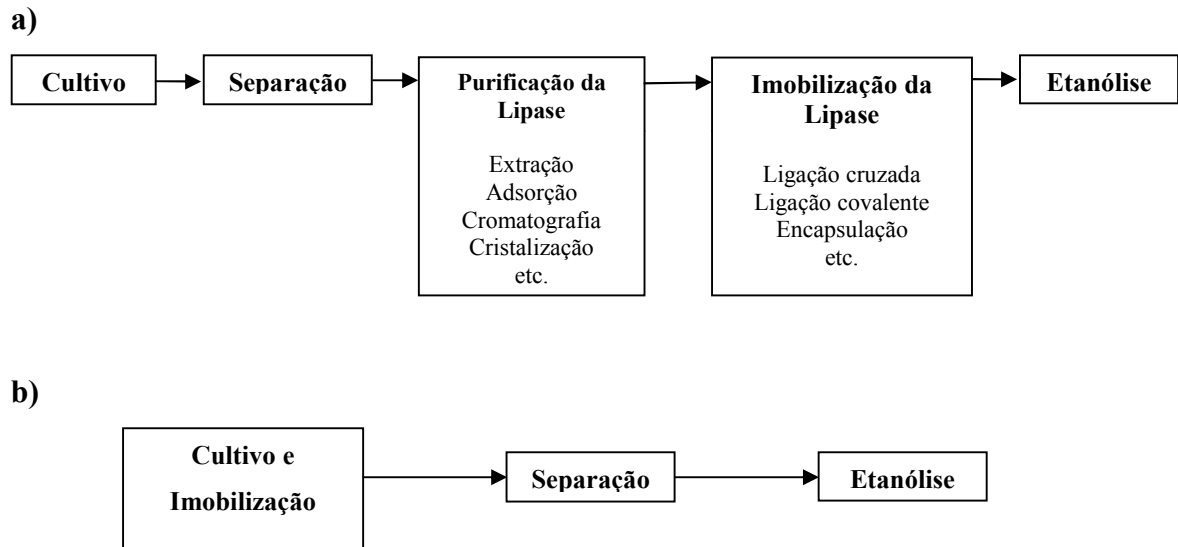 a)
Cultivo
Separação
Purificação da
Lipase
Extração
Adsorção
Cromatografia
Cristalização
etc.
Imobilização da
Lipase
Ligação cruzada
Ligação covalente
Encapsulação
etc.
Etanólise
b)
Cultivo e
Imobilização
Separação
Etanólise